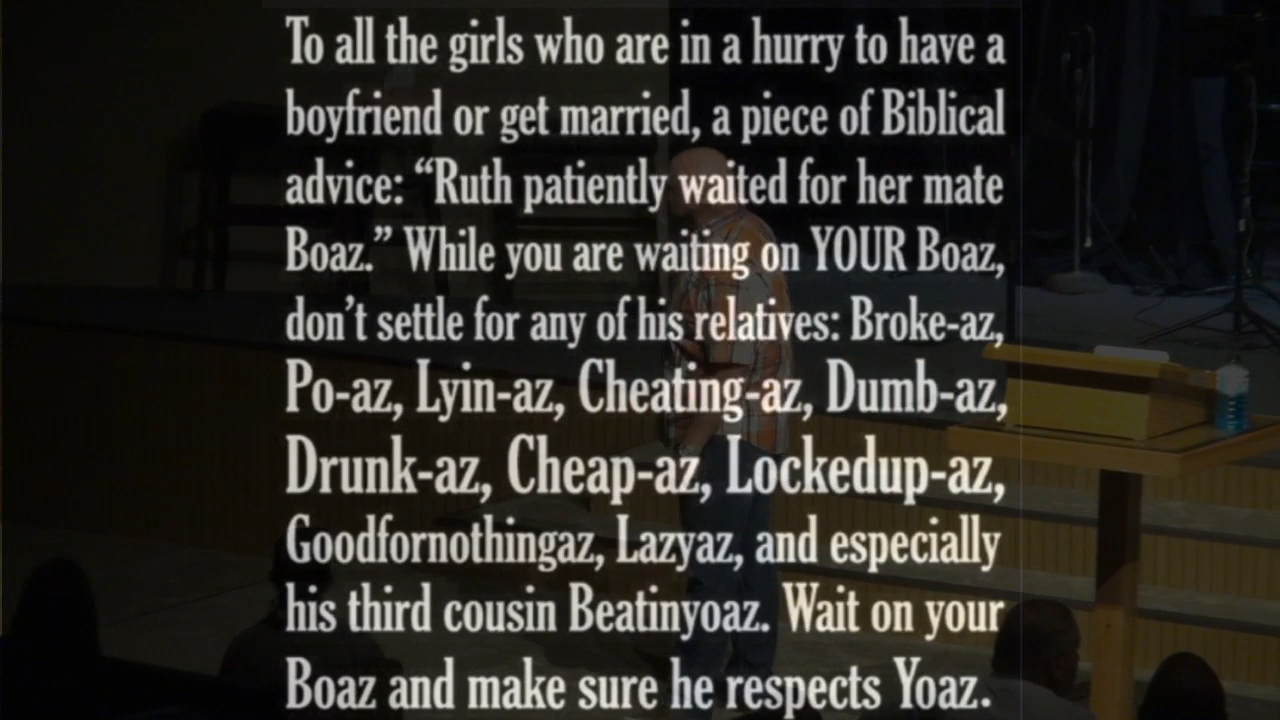 To all the girls who are in a hurry to have a
boyfriend or get married, a piece of Biblical
advice: “Ruth patiently waited for her mate
Boaz.” While you are waiting on YOUR Boaz,
don’t settle for any of his relatives: Broke-az,
Po-az, Lyin-az, Cheating-az, Dumb-az,
Drunk-az, Cheap-az, Lockedup-az,
Goodfornothingaz, Lazyaz, and especially
his third cousin Beatinyoaz. Wait on your
Boaz and make sure he respects Yoaz.